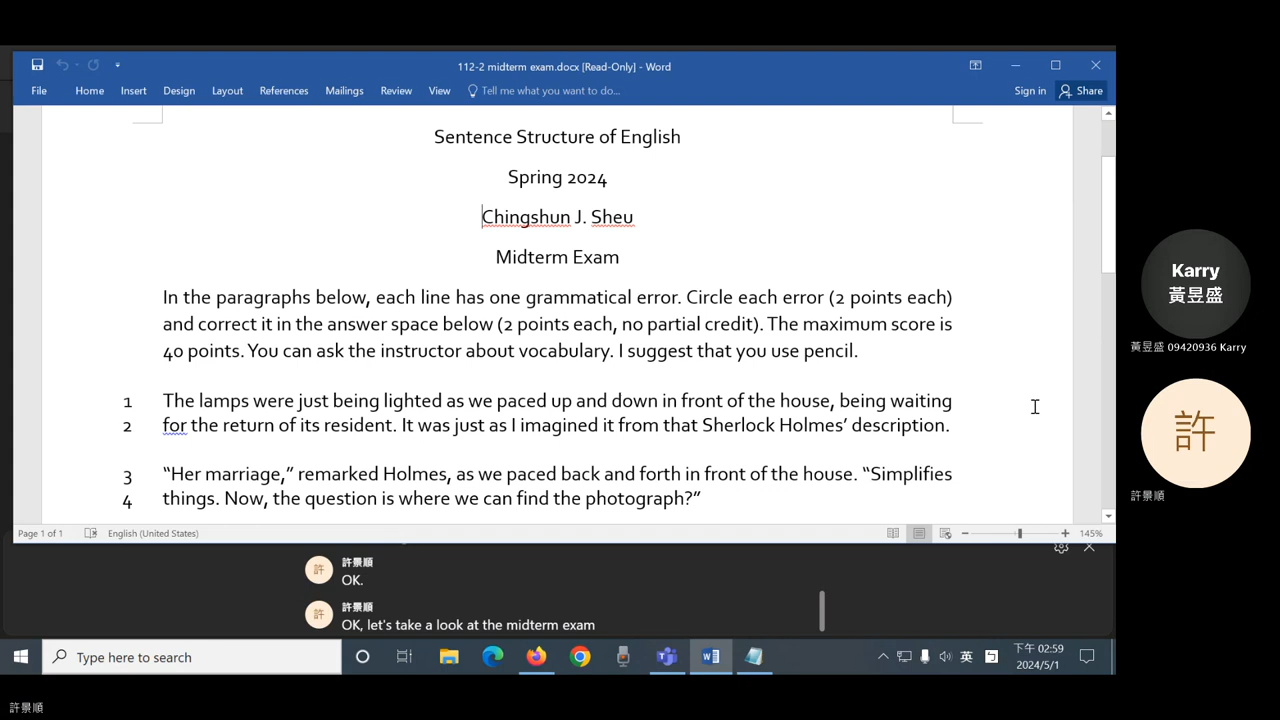 112-2 midterm exam.docx [Read-Only] - Word
File Home Insert Design Layout References Mailings Review View Tell me what you want to do... Sign in Share
Sentence Structure of English
Spring 2024
Chingshun J. Sheu
Midterm Exam
In the paragraphs below, each line has one grammatical error. Circle each error (2 points each)
and correct it in the answer space below (2 points each, no partial credit). The maximum score is
40 points. You can ask the instructor about vocabulary. I suggest that you use pencil.
1 The lamps were just being lighted as we paced up and down in front of the house, being waiting
2 for the return of its resident. It was just as I imagined it from that Sherlock Holmes’ description.
3 “Her marriage,” remarked Holmes, as we paced back and forth in front of the house. “Simplifies
4 things. Now, the question is where we can find the photograph?”
Page 1 of 1 English (United States) 145%
許 許景順
OK.
許 許景順
OK, let's take a look at the midterm exam
Type here to search
英
下午 02:59
2024/5/1
Karry
黃昱盛
黃昱盛 09420936 Karry
許
許景順
許景順